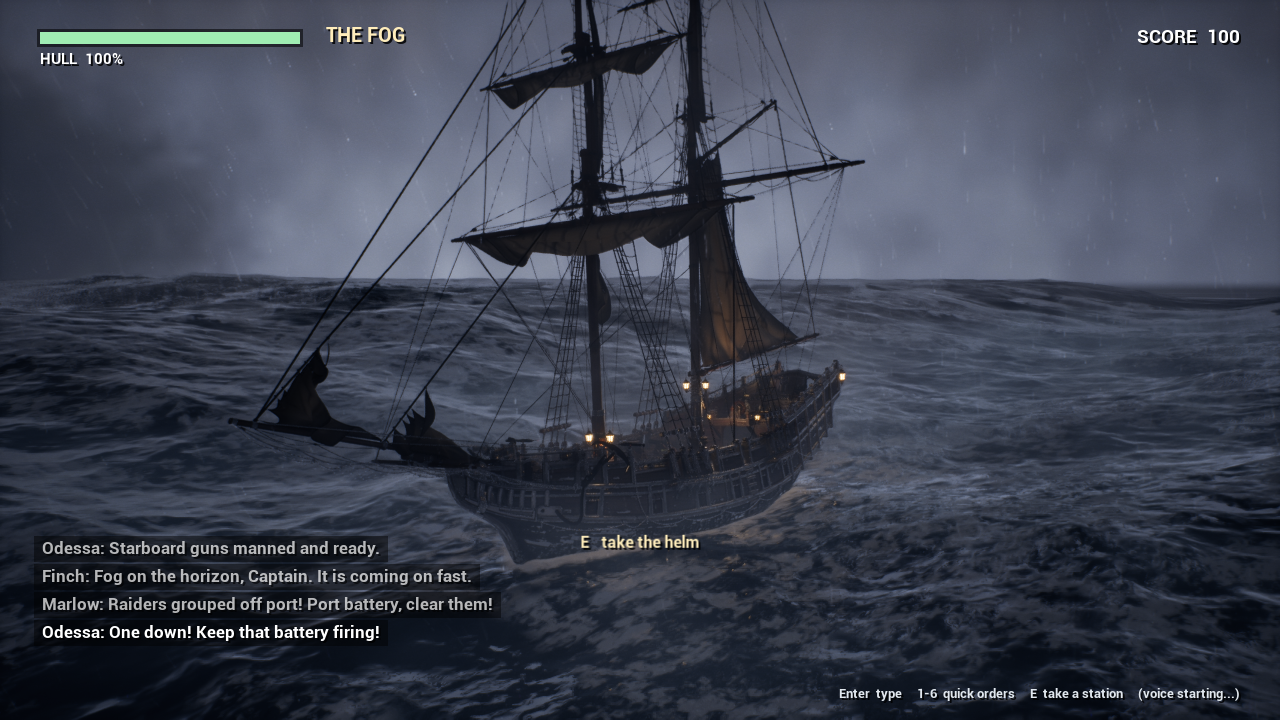 THE FOG
SCORE 100
HULL 100%
E take the helm
Odessa: Starboard guns manned and ready.
Finch: Fog on the horizon, Captain. It is coming on fast.
Marlow: Raiders grouped off port! Port battery, clear them!
Odessa: One down! Keep that battery firing!
Enter type 1-6 quick orders E take a station (voice starting...)